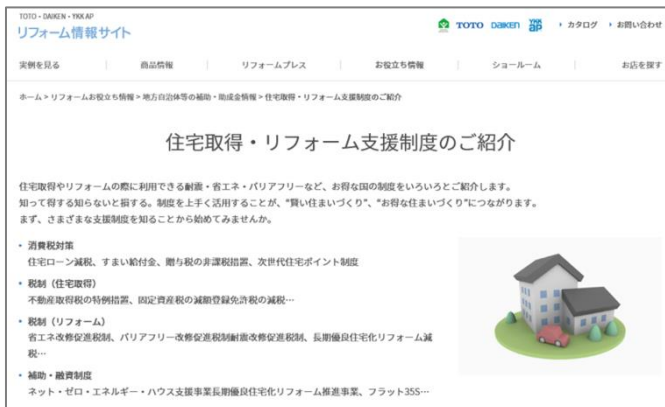 TOTO・DAIKEN・YKK AP
リフォーム情報サイト
TOTO DAIKEN YKK ap カタログ お問い合わせ
実例を見る 商品情報 リフォームプレス お役立ち情報 ショールーム お店を探す
ホーム > リフォームお役立ち情報 > 地方自治体等の補助・助成金情報 > 住宅取得・リフォーム支援制度のご紹介
住宅取得・リフォーム支援制度のご紹介
住宅取得やリフォームの際に利用できる耐震・省エネ・バリアフリーなど、お得な国の制度をいろいろとご紹介します。
知って得する知らないと損する。制度を上手く活用することが、“賢い住まいづくり”、“お得な住まいづくり”につながります。
まず、さまざまな支援制度を知ることから始めてみませんか。
・消費税対策
住宅ローン減税、すまい給付金、贈与税の非課税措置、次世代住宅ポイント制度
・税制（住宅取得）
不動産取得税の特例措置、固定資産税の減額登録免許税の減税…
・税制（リフォーム）
省エネ改修促進税制、バリアフリー改修促進税制耐震改修促進税制、長期優良住宅化リフォーム減
税…
・補助・融資制度
ネット・ゼロ・エネルギー・ハウス支援事業長期優良住宅化リフォーム推進事業、フラット35S…